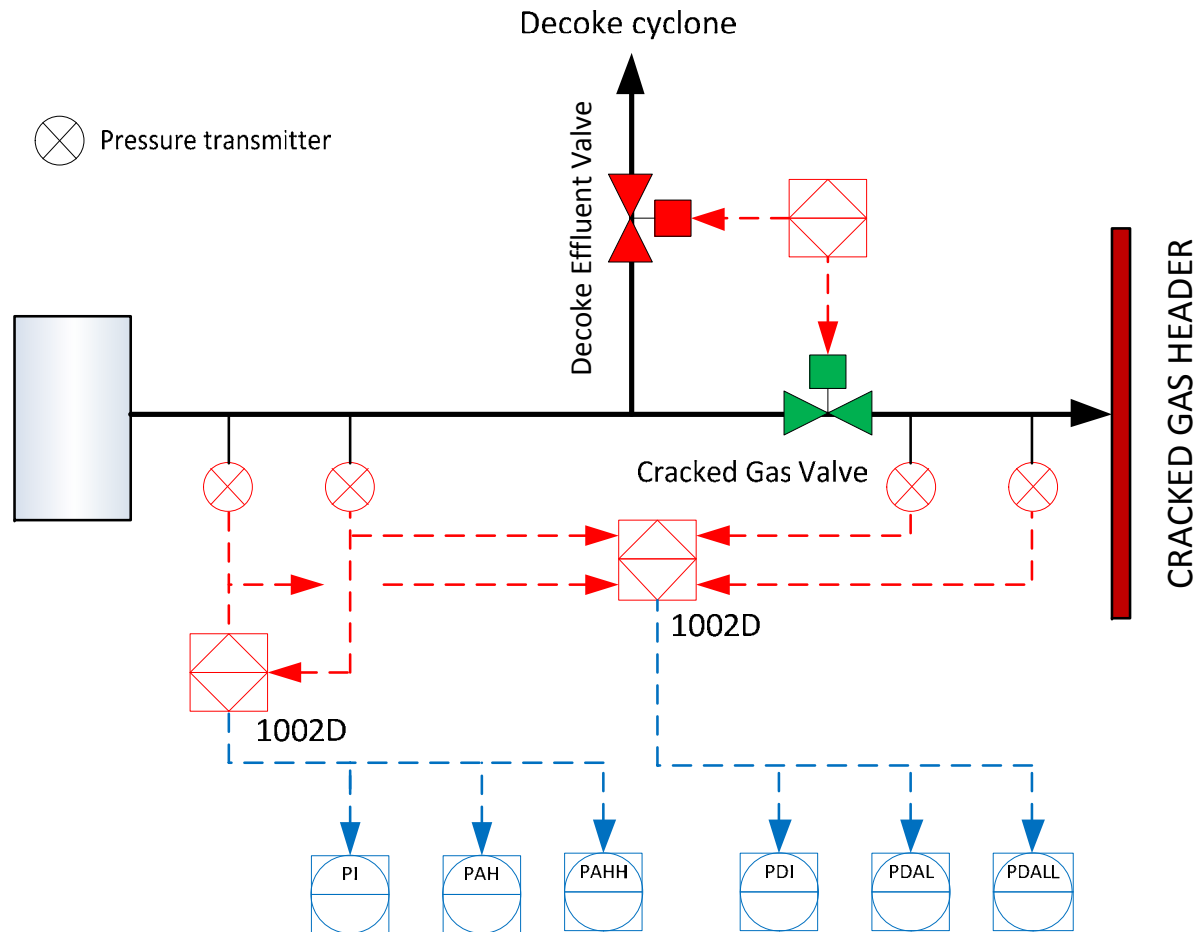 Decoke cyclone
Pressure transmitter
Decoke Effluent Valve
CRACKED GAS HEADER
Cracked Gas Valve
1002D
1002D
PI
PAH
PAHH
PDI
PDAL
PDALL